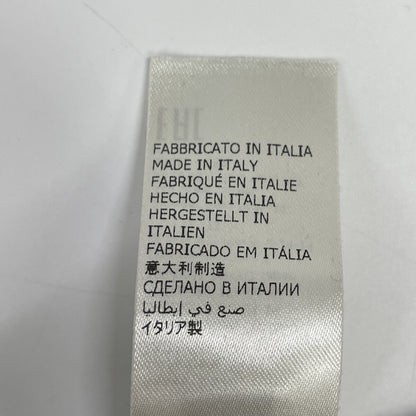 FABBRICATO IN ITALIA
MADE IN ITALY
FABRIQUÉ EN ITALIE
HECHO EN ITALIA
HERGESTELLT IN
ITALIEN
FABRICADO EM ITÁLIA
意大利制造
СДЕЛАНО В ИТАЛИИ
صنع في إيطاليا
イタリア製